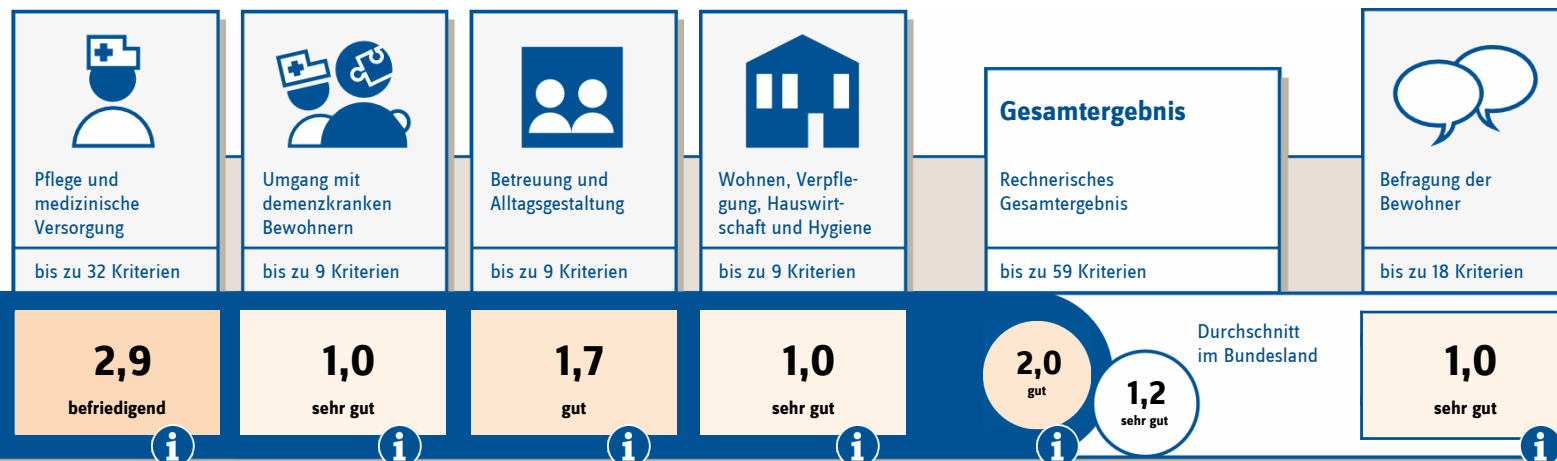 Pflege und
medizinische
Versorgung
bis zu 32 Kriterien
2,9
befriedigend
i
Umgang mit
demenzkranken
Bewohnern
bis zu 9 Kriterien
1,0
sehr gut
i
Betreuung und
Alltagsgestaltung
bis zu 9 Kriterien
1,7
gut
i
Wohnen, Verpfle-
gung, Hauswirt-
schaft und Hygiene
bis zu 9 Kriterien
1,0
sehr gut
i
Gesamtergebnis
Rechnerisches
Gesamtergebnis
bis zu 59 Kriterien
2,0
gut
i
1,2
sehr gut
Durchschnitt
im Bundesland
Befragung der
Bewohner
bis zu 18 Kriterien
1,0
sehr gut
i